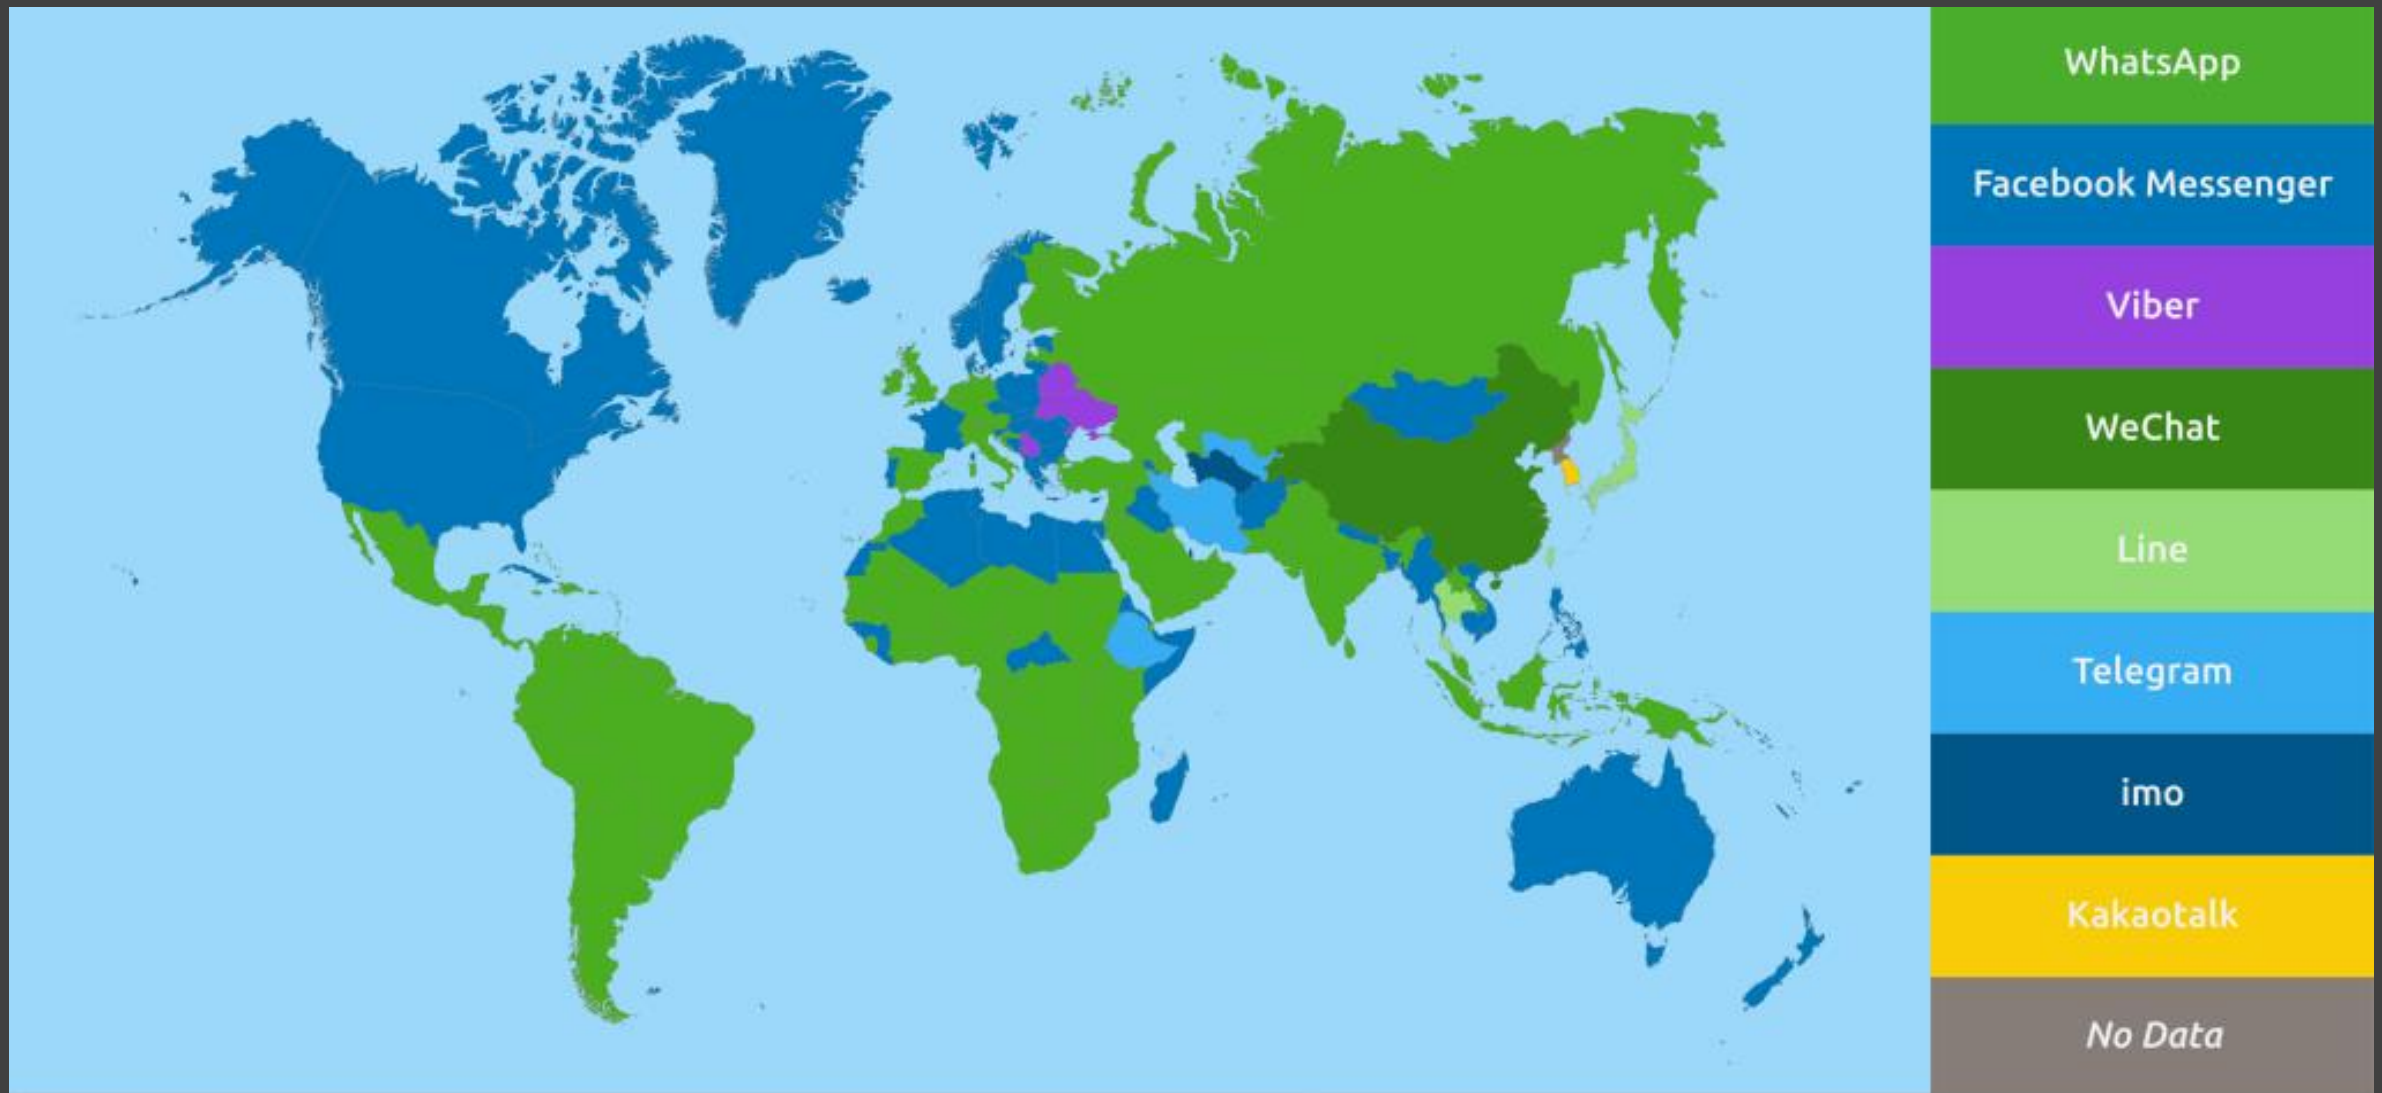 WhatsApp
Facebook Messenger
Viber
WeChat
Line
Telegram
imo
Kakaotalk
No Data